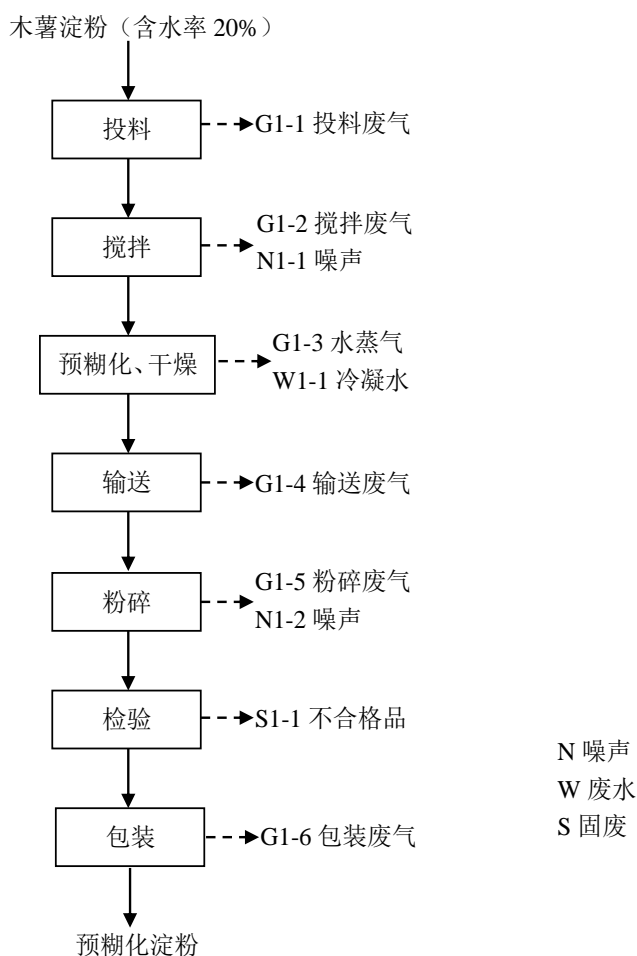 木薯淀粉（含水率 20%）
投料
G1-1 投料废气
搅拌
G1-2 搅拌废气
N1-1 噪声
预糊化、干燥
G1-3 水蒸气
W1-1 冷凝水
输送
G1-4 输送废气
粉碎
G1-5 粉碎废气
N1-2 噪声
检验
S1-1 不合格品
N 噪声
W 废水
S 固废
包装
G1-6 包装废气
预糊化淀粉